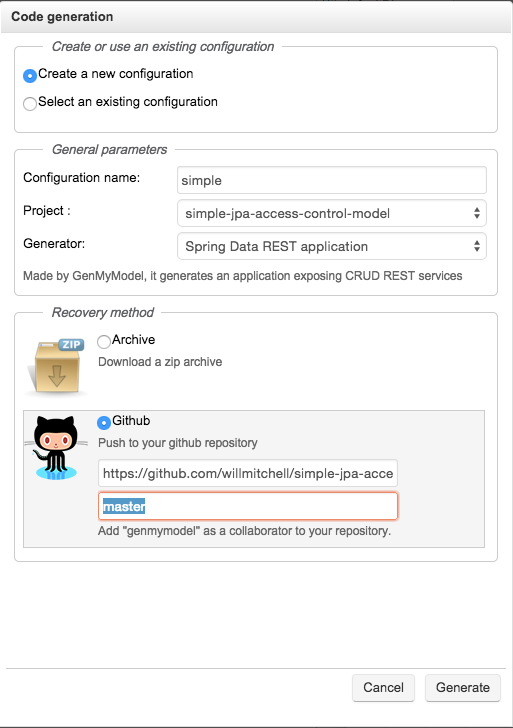 Code generation
Create or use an existing configuration
Create a new configuration
Select an existing configuration
General parameters
Configuration name: simple
Project : simple-jpa-access-control-model
Generator: Spring Data REST application
Made by GenMyModel, it generates an application exposing CRUD REST services
Recovery method
ZIP
Archive
Download a zip archive
Github
Push to your github repository
https://github.com/willmitchell/simple-jpa-acce
master
Add "genmymodel" as a collaborator to your repository.
Cancel Generate